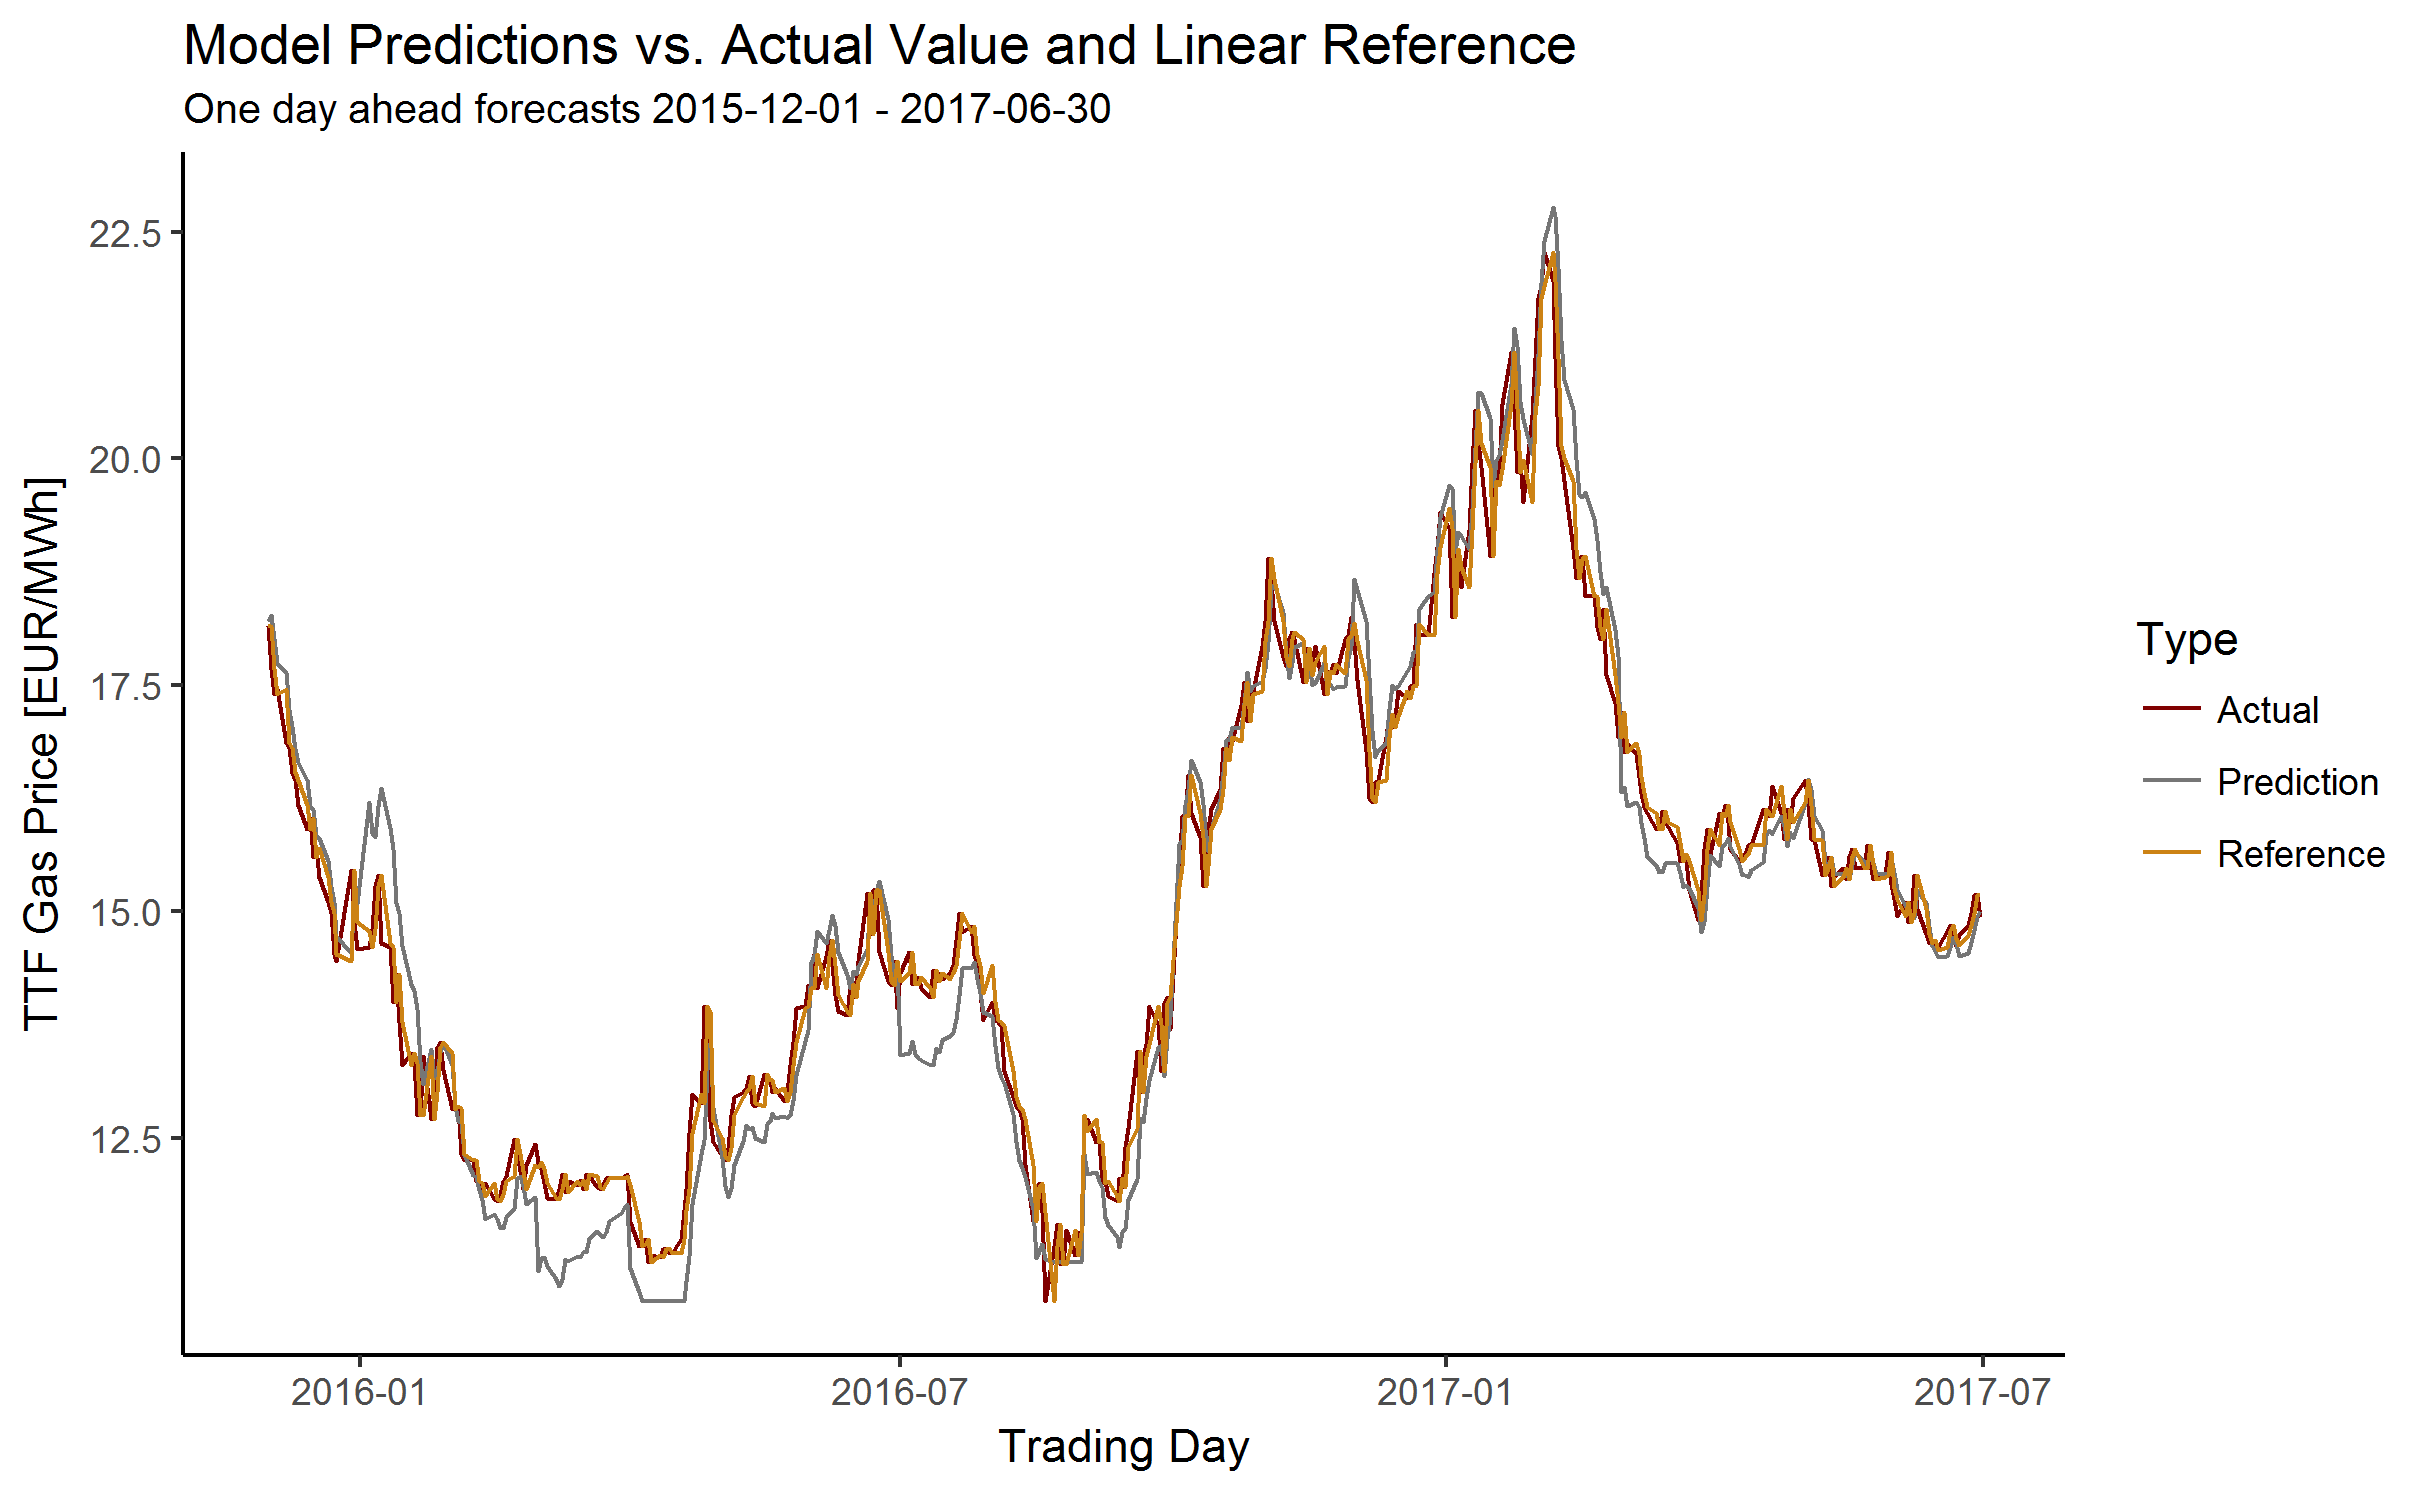 Model Predictions vs. Actual Value and Linear Reference
One day ahead forecasts 2015-12-01 - 2017-06-30
TTF Gas Price [EUR/MWh]
22.5
20.0
17.5
15.0
12.5
2016-01
2016-07
2017-01
2017-07
Trading Day
Type
Actual
Prediction
Reference